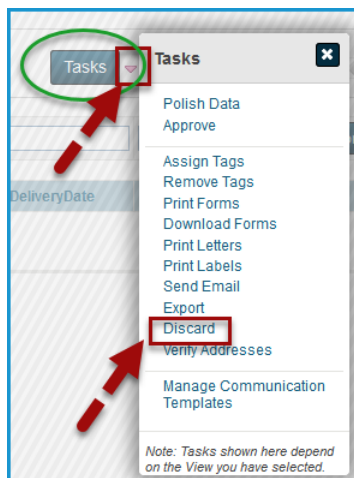 Tasks
Tasks
Polish Data
Approve
Assign Tags
Remove Tags
Print Forms
Download Forms
Print Letters
Print Labels
Send Email
Export
Discard
Verify Addresses
Manage Communication
Templates
Note: Tasks shown here depend
on the View you have selected.
DeliveryDate